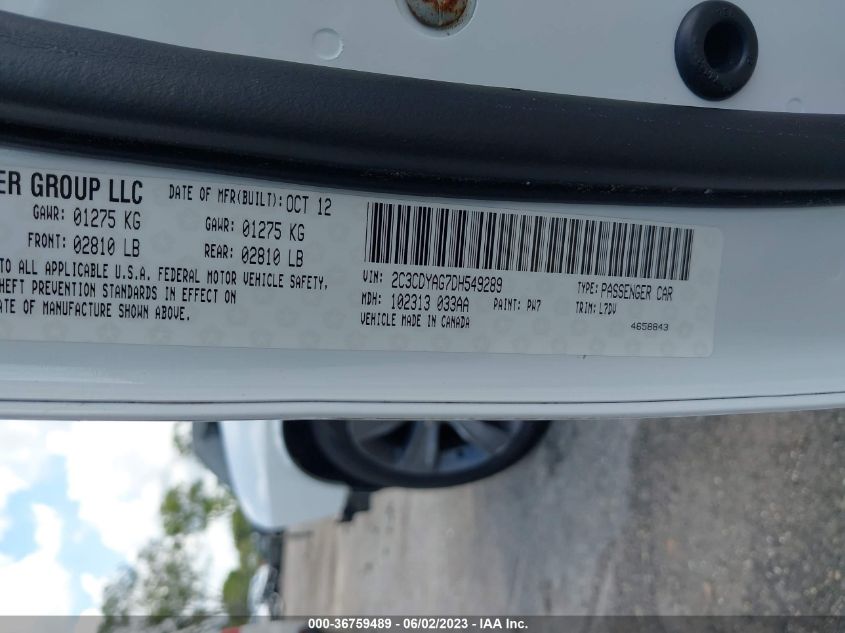 ER GROUP LLC DATE OF MFR(BUILT): OCT 12
GAWR: 01275 KG GAWR: 01275 KG
FRONT: 02810 LB REAR: 02810 LB
TO ALL APPLICABLE U.S.A. FEDERAL MOTOR VEHICLE SAFETY,
HEFT PREVENTION STANDARDS IN EFFECT ON
ATE OF MANUFACTURE SHOWN ABOVE.
VIN: 2C3CDYAG7DH549289 TYPE: PASSENGER CAR
MDH: 102313 033AA PAINT: PW7 TRIM: L7DV
VEHICLE MADE IN CANADA 4658843
000-36759489 - 06/02/2023 - IAA Inc.